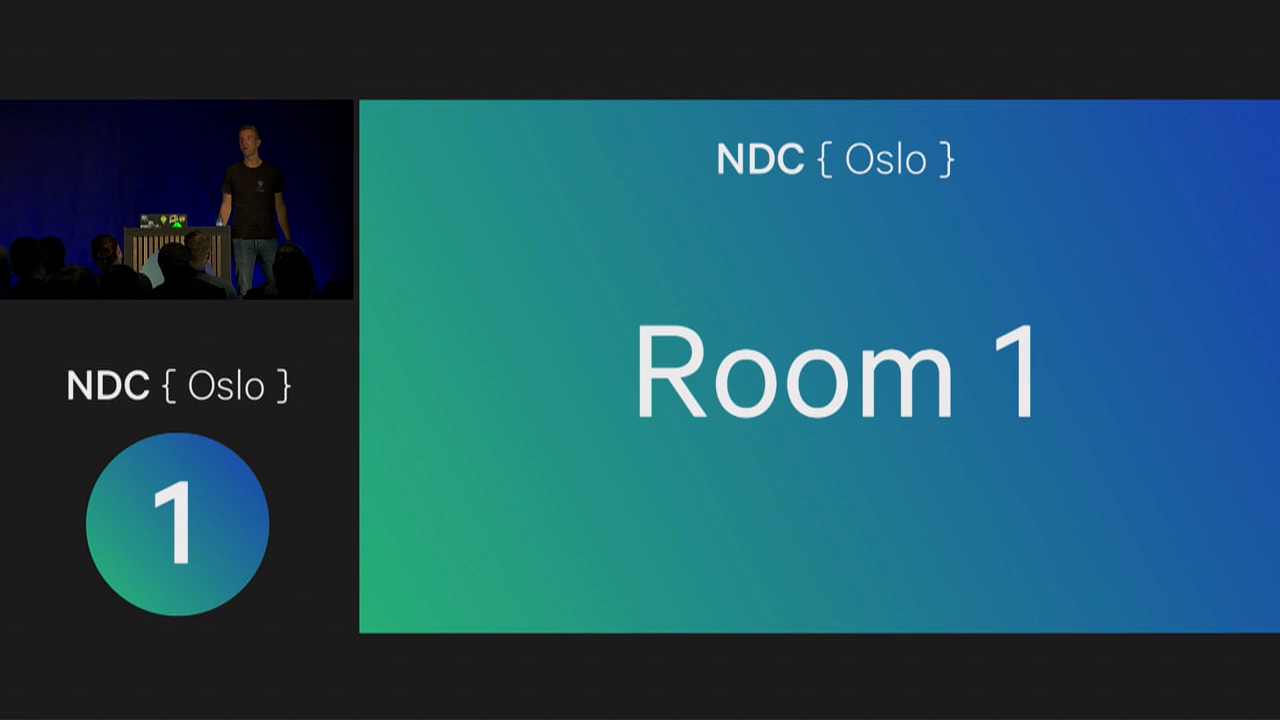 NDC { Oslo }
Room 1
NDC { Oslo }
1